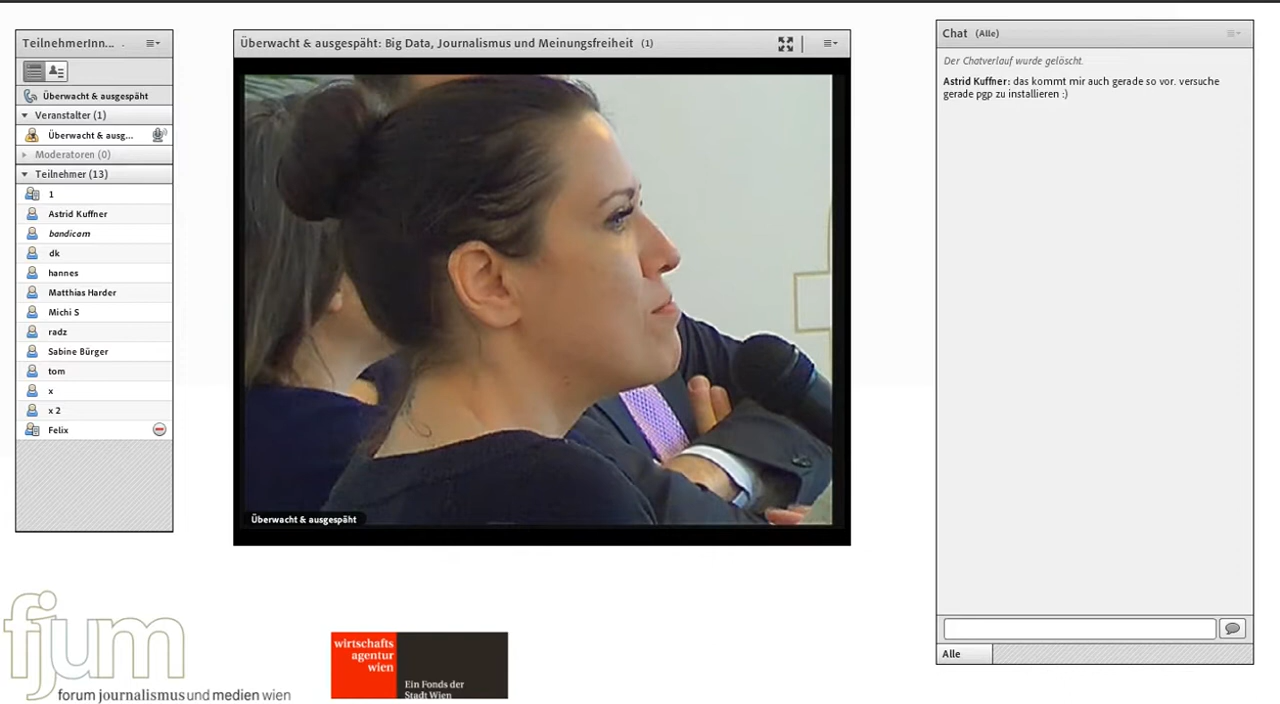 TeilnehmerInn... .
Überwacht & ausgespäht
Veranstalter (1)
Überwacht & ausg...
Moderatoren (0)
Teilnehmer (13)
1
Astrid Kuffner
bandicam
dk
hannes
Matthias Harder
Michi S
radz
Sabine Bürger
tom
x
x 2
Felix
Überwacht & ausgespäht: Big Data, Journalismus und Meinungsfreiheit (1)
Überwacht & ausgespäht
Chat (Alle)
Der Chatverlauf wurde gelöscht.
Astrid Kuffner: das kommt mir auch gerade so vor. versuche
gerade pgp zu installieren :)
Alle
fjum
forum journalismus und medien wien
wirtschafts
agentur
wien
Ein Fonds der
Stadt Wien